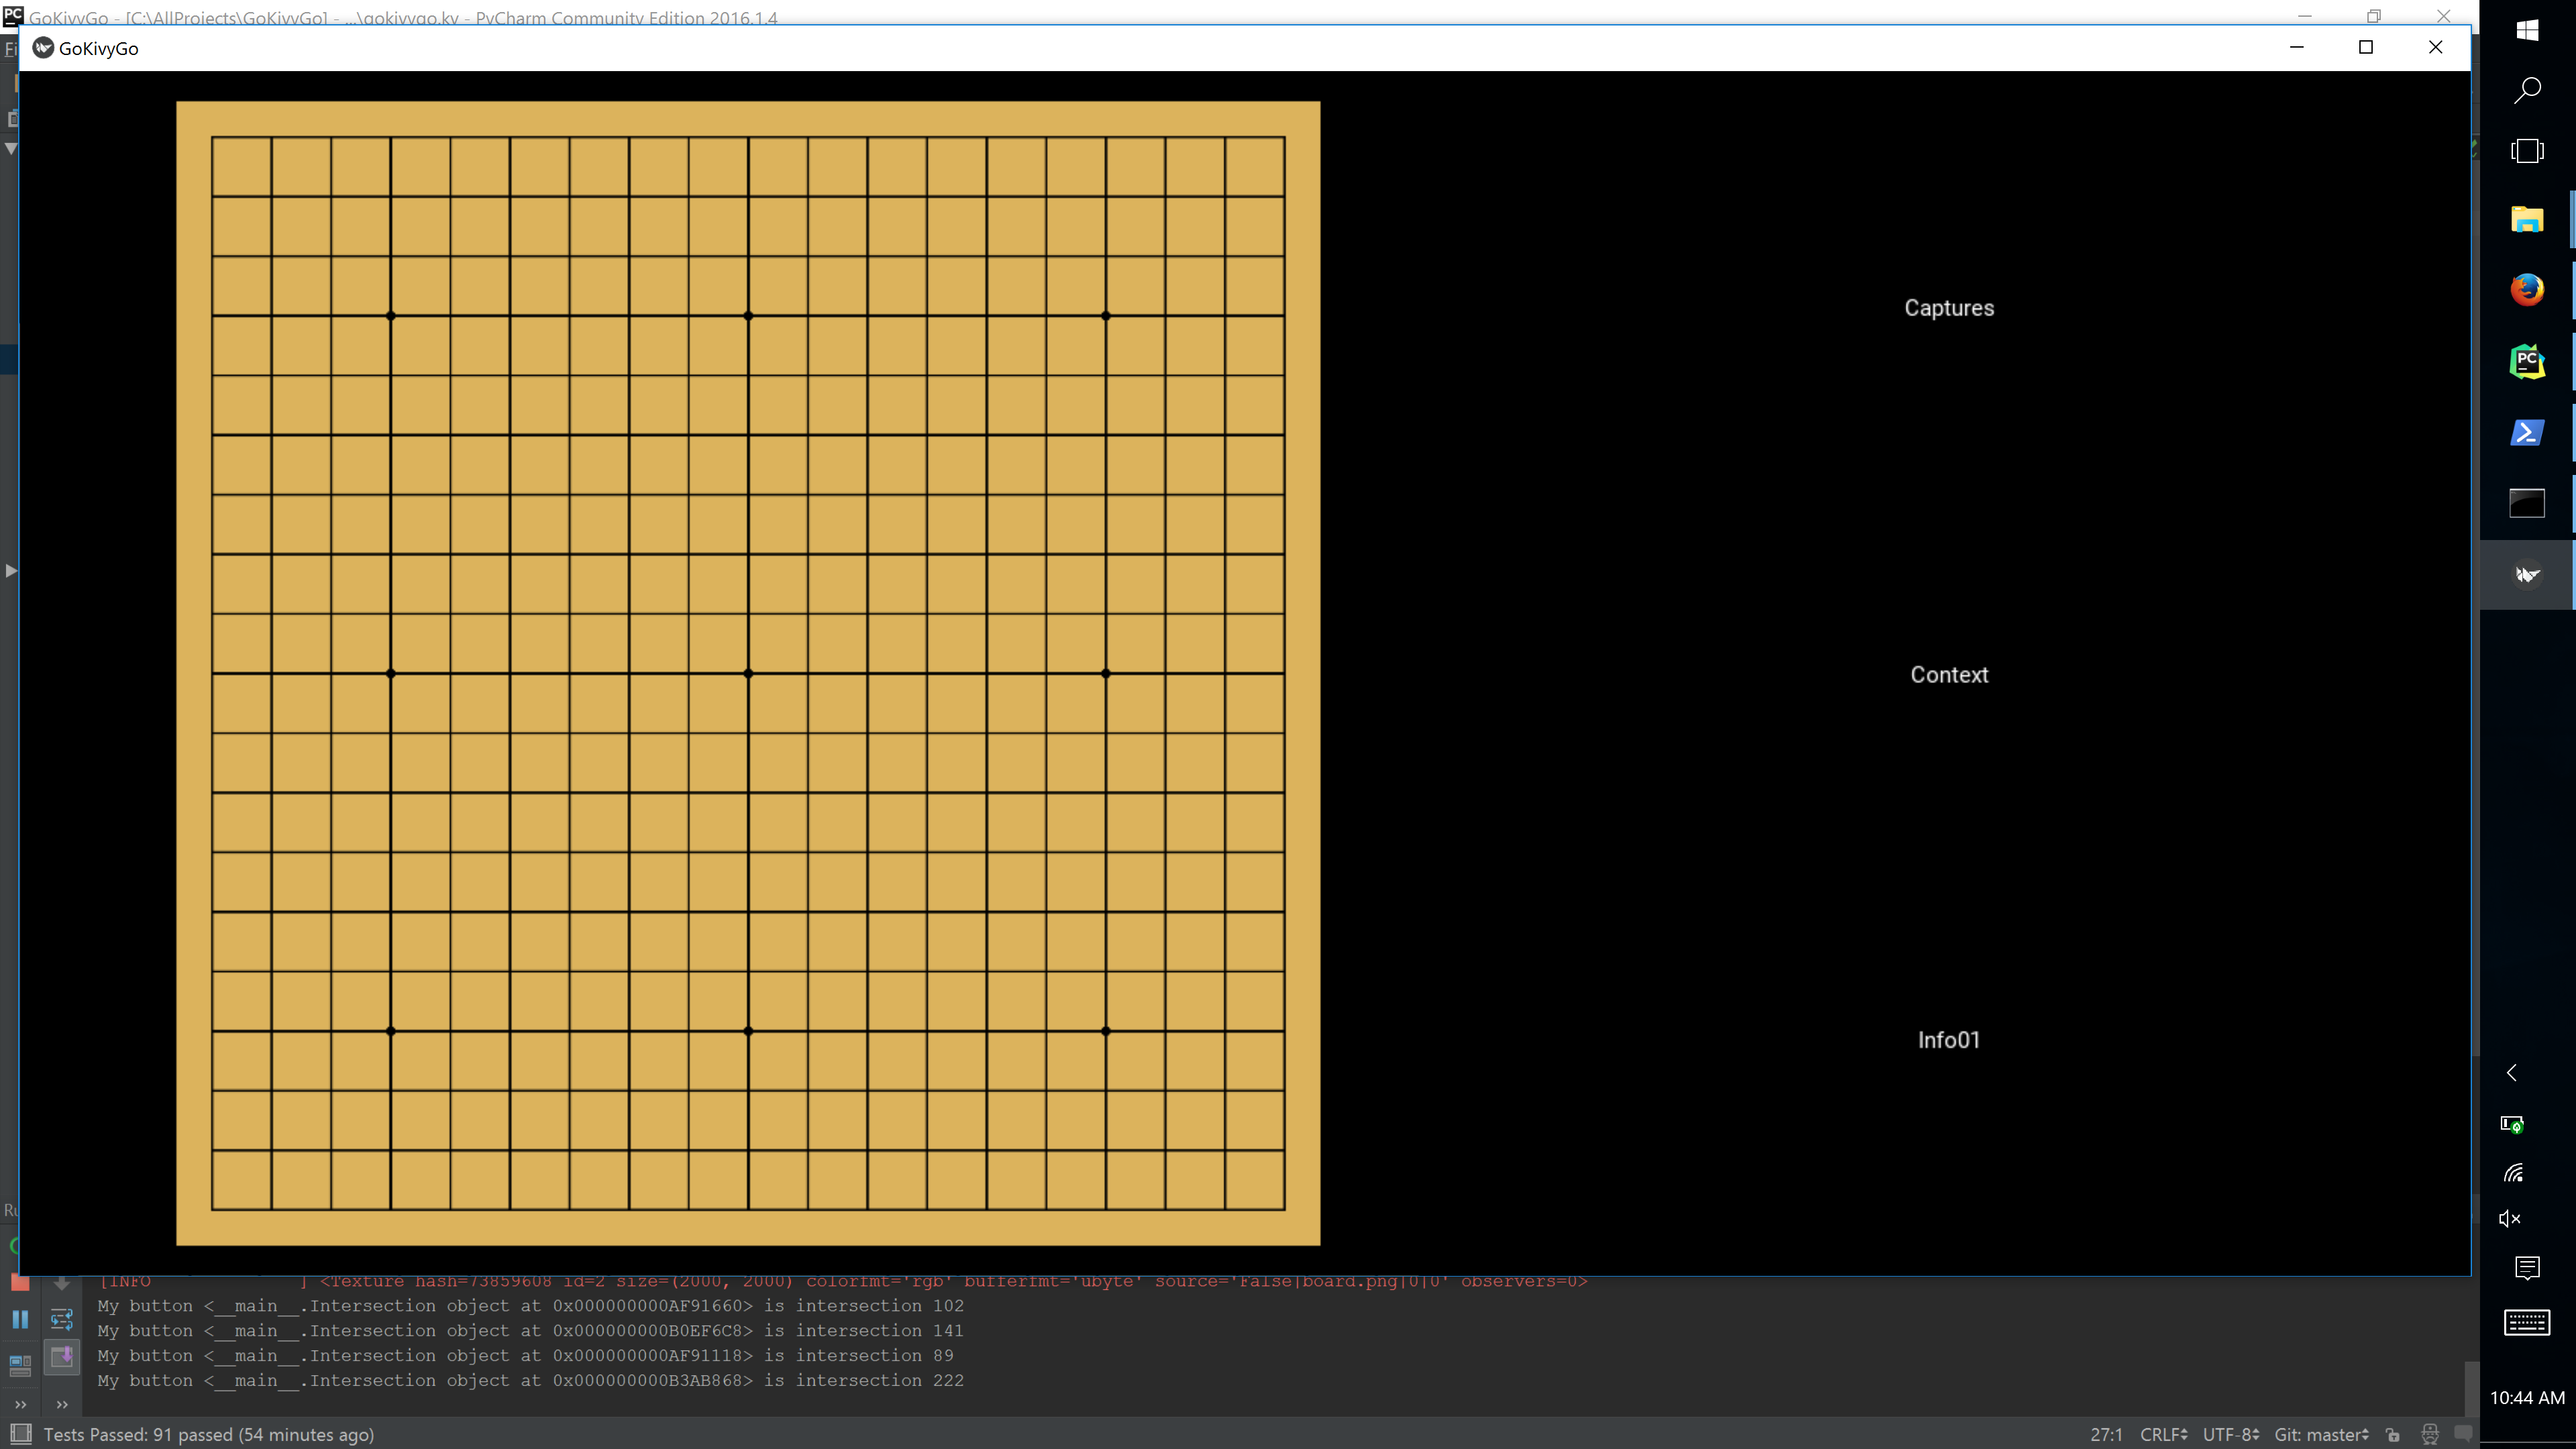 PC GoKivyGo - [C:\AllProjects\GoKivyGo] - ...\gokivygo.kv - PyCharm Community Edition 2016.1.4
GoKivyGo
Captures
PC
Context
Info01
[INFO ] <Texture hash=73859608 id=2 size=(2000, 2000) colorfmt='rgb' bufferfmt='ubyte' source='False|board.png|0|0' observers=0>
My button <__main__.Intersection object at 0x000000000AF91660> is intersection 102
My button <__main__.Intersection object at 0x000000000B0EF6C8> is intersection 141
My button <__main__.Intersection object at 0x000000000AF91118> is intersection 89
My button <__main__.Intersection object at 0x000000000B3AB868> is intersection 222
10:44 AM
Tests Passed: 91 passed (54 minutes ago)
27:1 CRLF UTF-8 Git: master